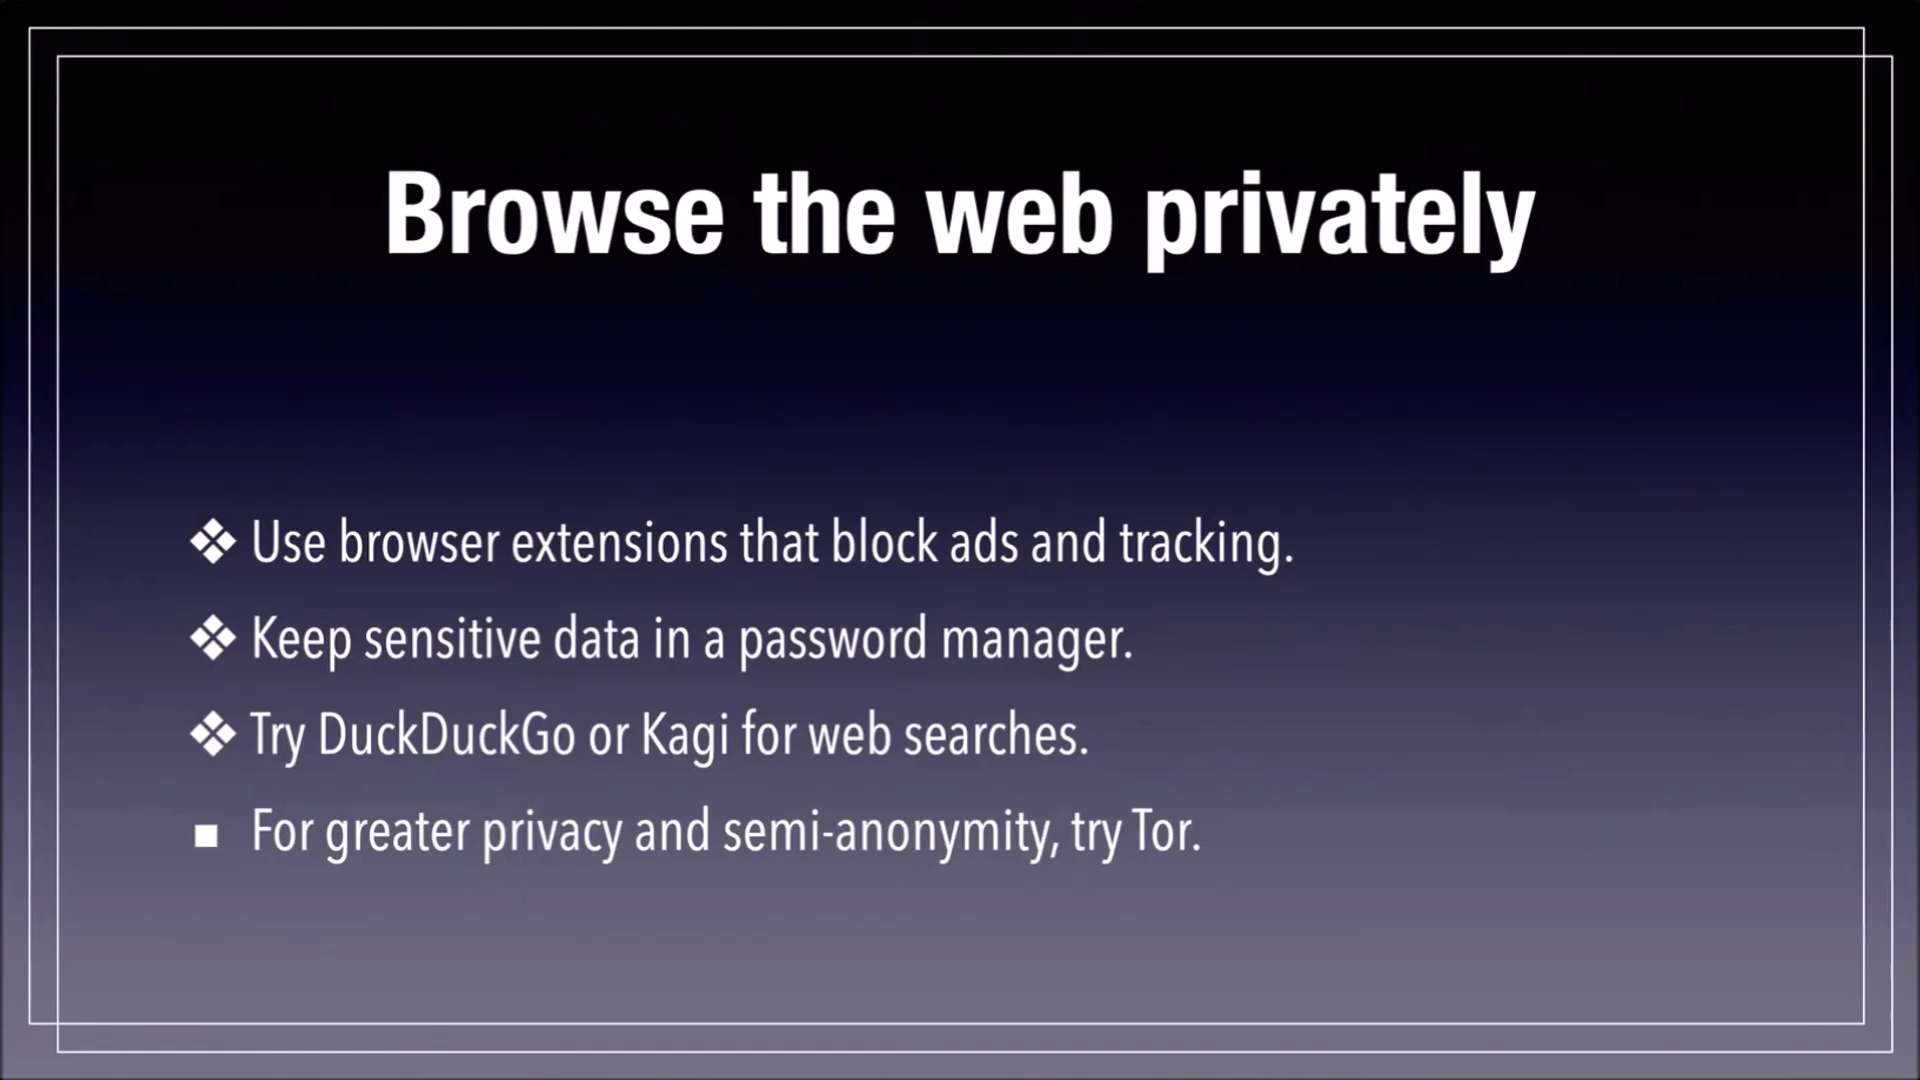 Browse the web privately
❖ Use browser extensions that block ads and tracking.
❖ Keep sensitive data in a password manager.
❖ Try DuckDuckGo or Kagi for web searches.
■ For greater privacy and semi-anonymity, try Tor.